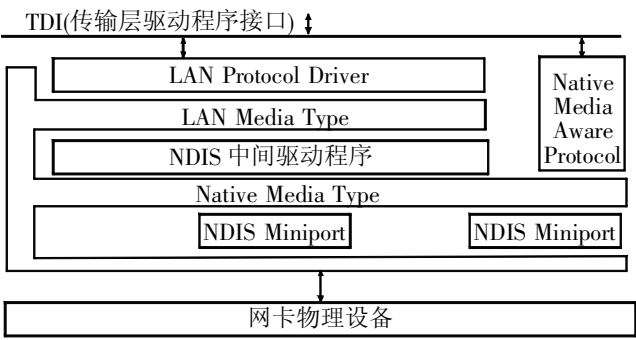 TDI(传输层驱动程序接口)
LAN Protocol Driver
Native
Media
Aware
Protocol
LAN Media Type
NDIS 中间驱动程序
Native Media Type
NDIS Miniport
NDIS Miniport
网卡物理设备